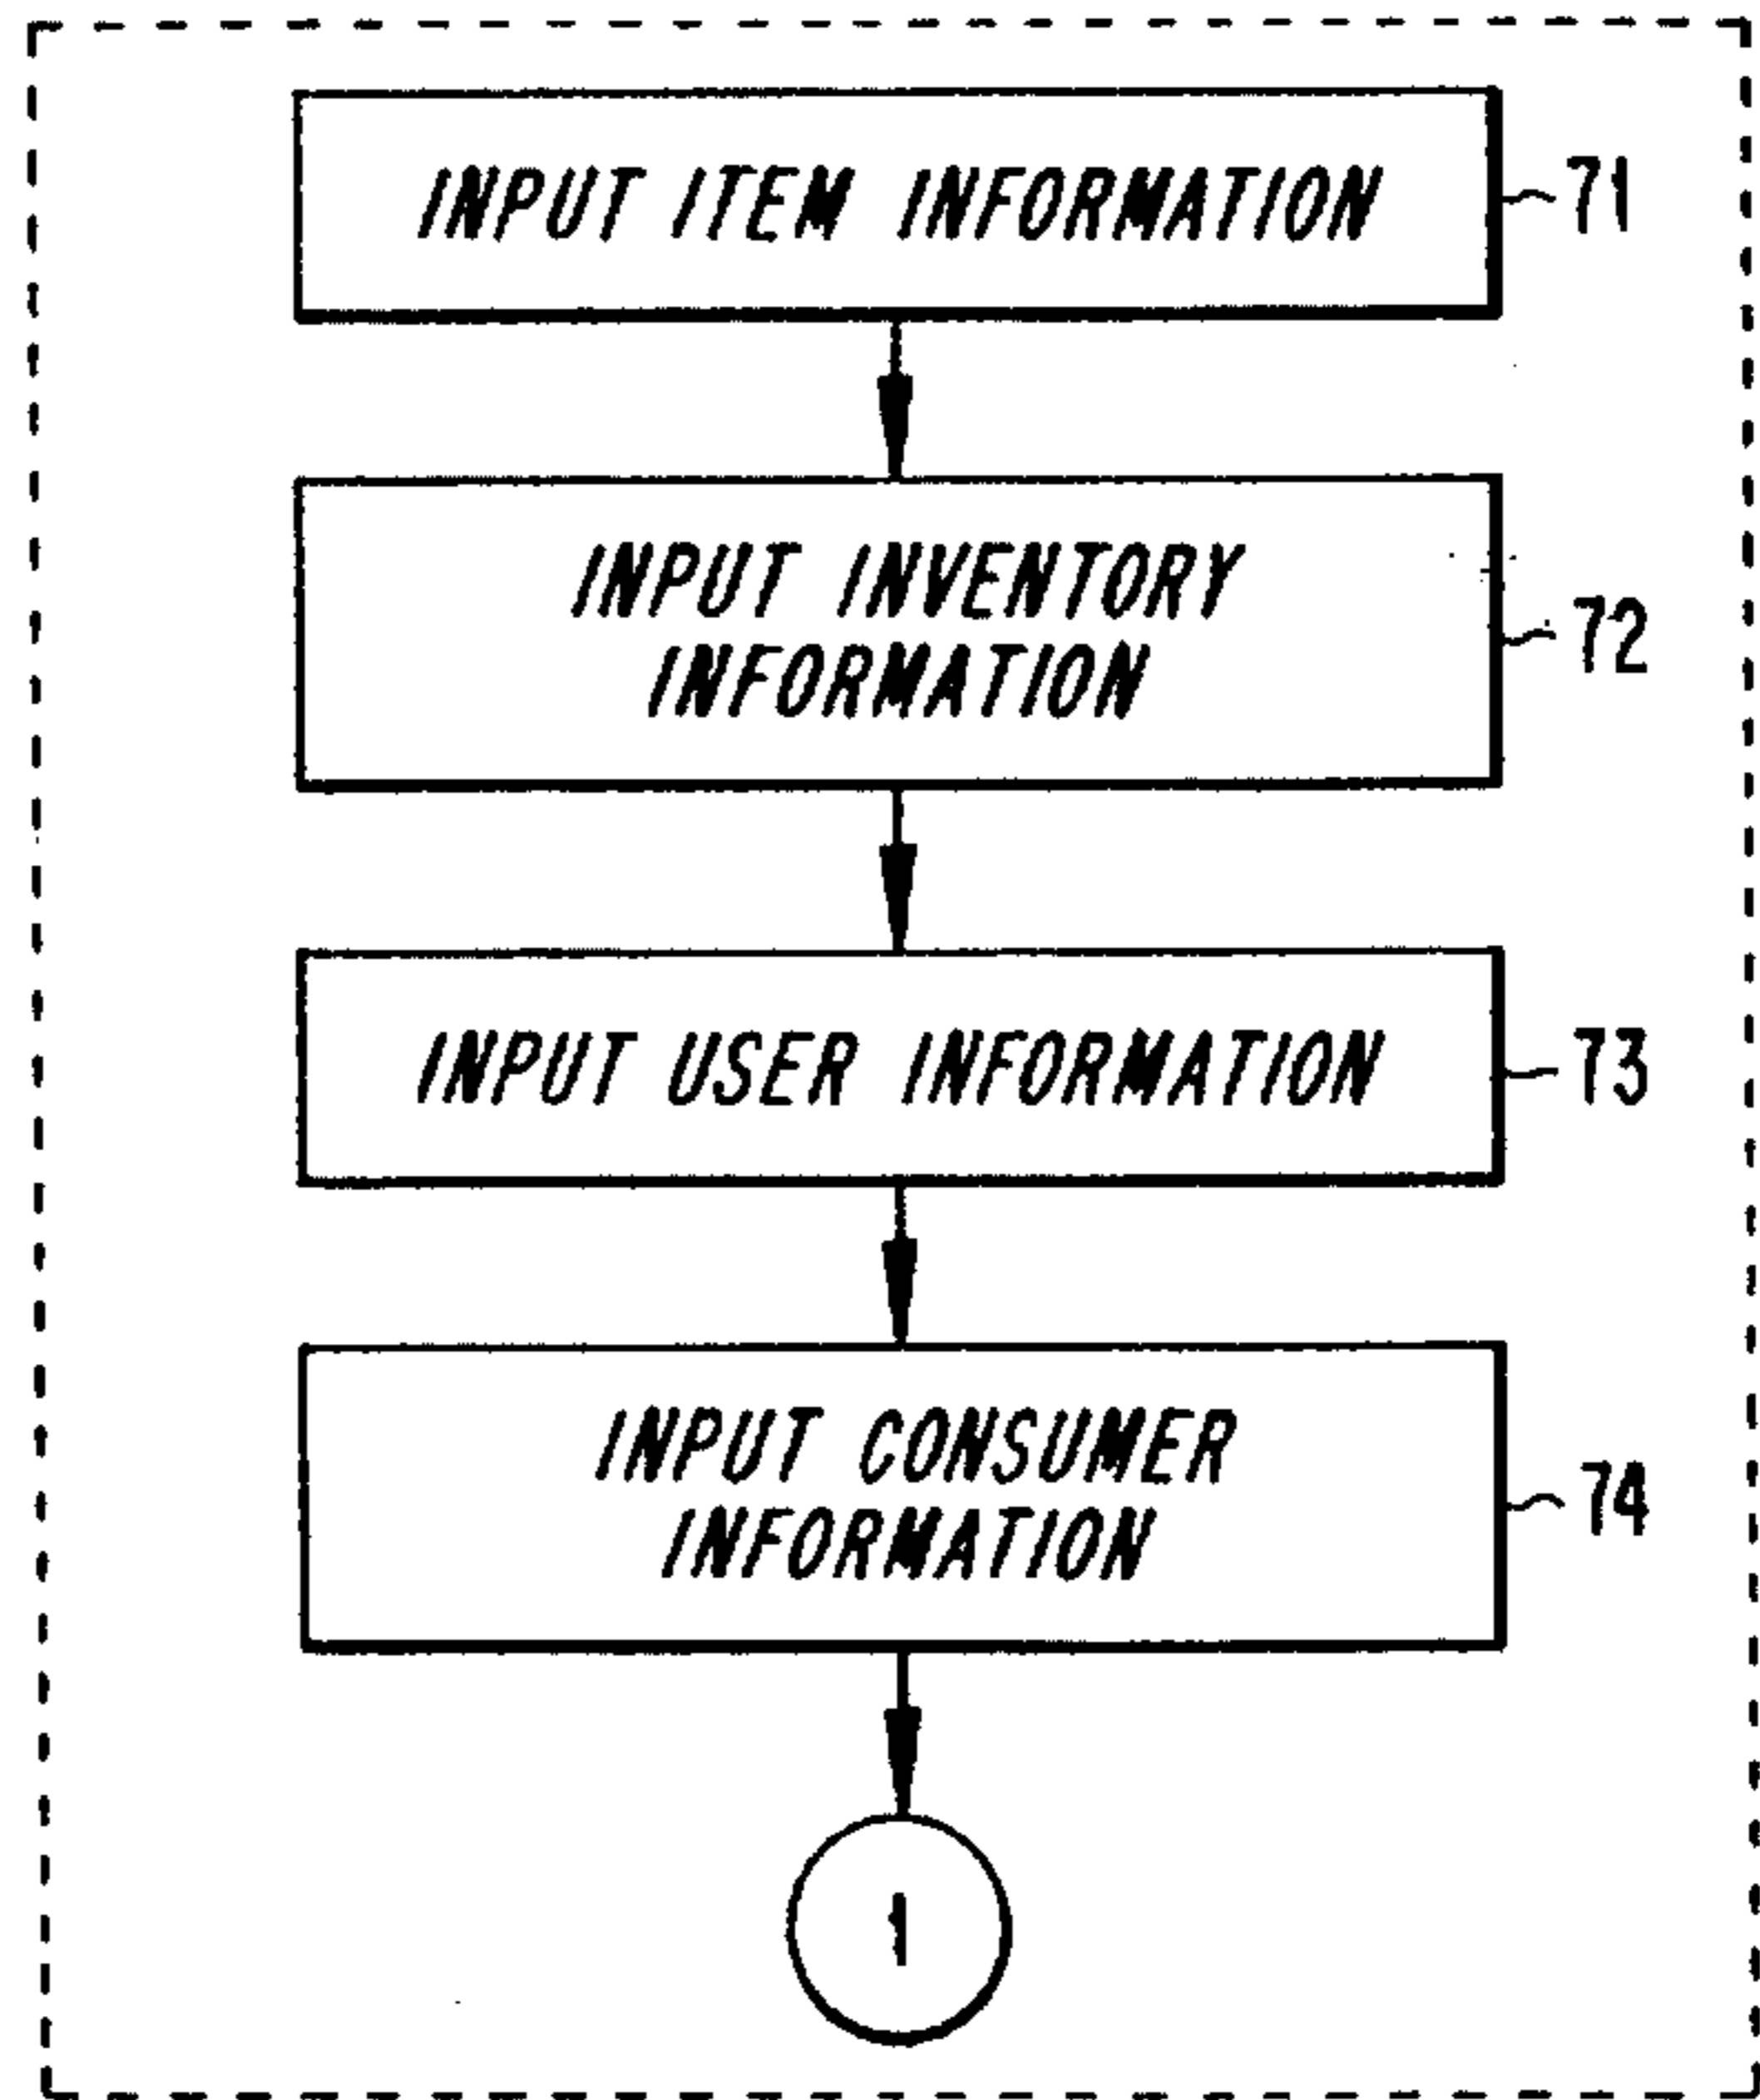 INPUT ITEM INFORMATION
71
INPUT INVENTORY
INFORMATION
72
INPUT USER INFORMATION
73
INPUT CONSUMER
INFORMATION
74
1